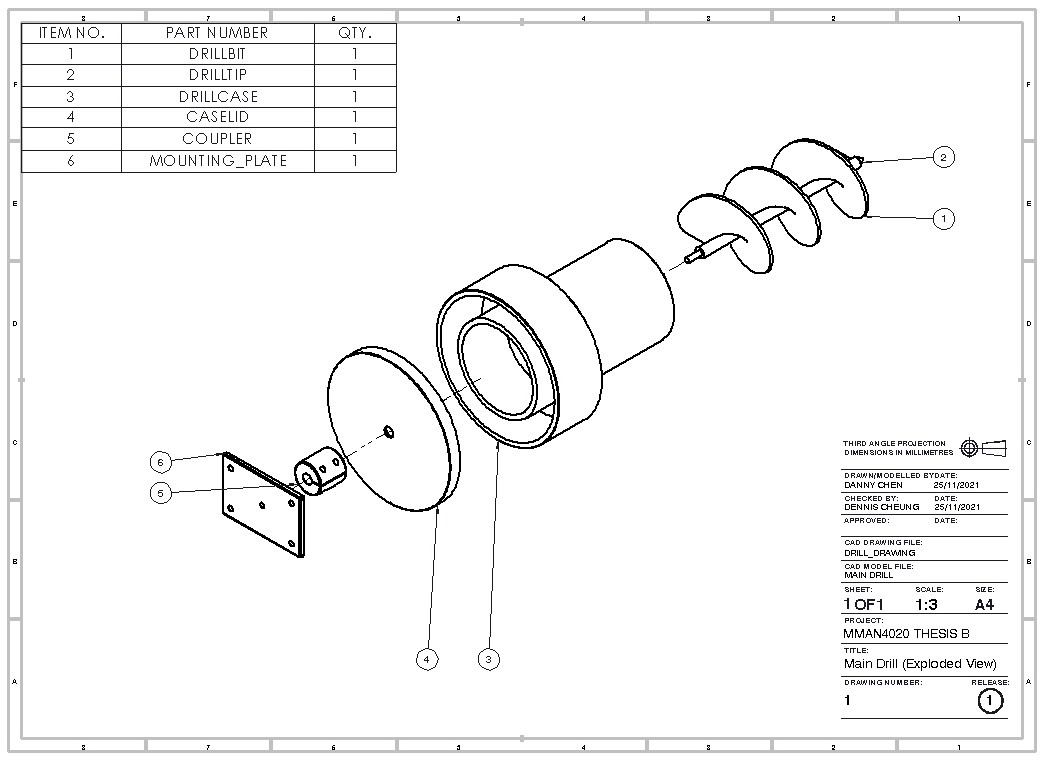 8 7 6 5 4 3 2 1
ITEM NO. PART NUMBER QTY.
1 DRILLBIT 1
2 DRILLTIP 1
3 DRILLCASE 1
4 CASELID 1
5 COUPLER 1
6 MOUNTING_PLATE 1
F F
E E
D D
C C
B B
A A
2
1
6
5
4
3
THIRD ANGLE PROJECTION
DIMENSIONS IN MILLIMETRES
DRAWN/MODELLED BY DATE:
DANNY CHEN 25/11/2021
CHECKED BY: DATE:
DENNIS CHEUNG 25/11/2021
APPROVED: DATE:
CAD DRAWING FILE:
DRILL_DRAWING
CAD MODEL FILE:
MAIN DRILL
SHEET: SCALE: SIZE:
1 OF 1 1:3 A4
PROJECT:
MMAN4020 THESIS B
TITLE:
Main Drill (Exploded View)
DRAWING NUMBER: RELEASE:
1 1
8 7 6 5 4 3 2 1